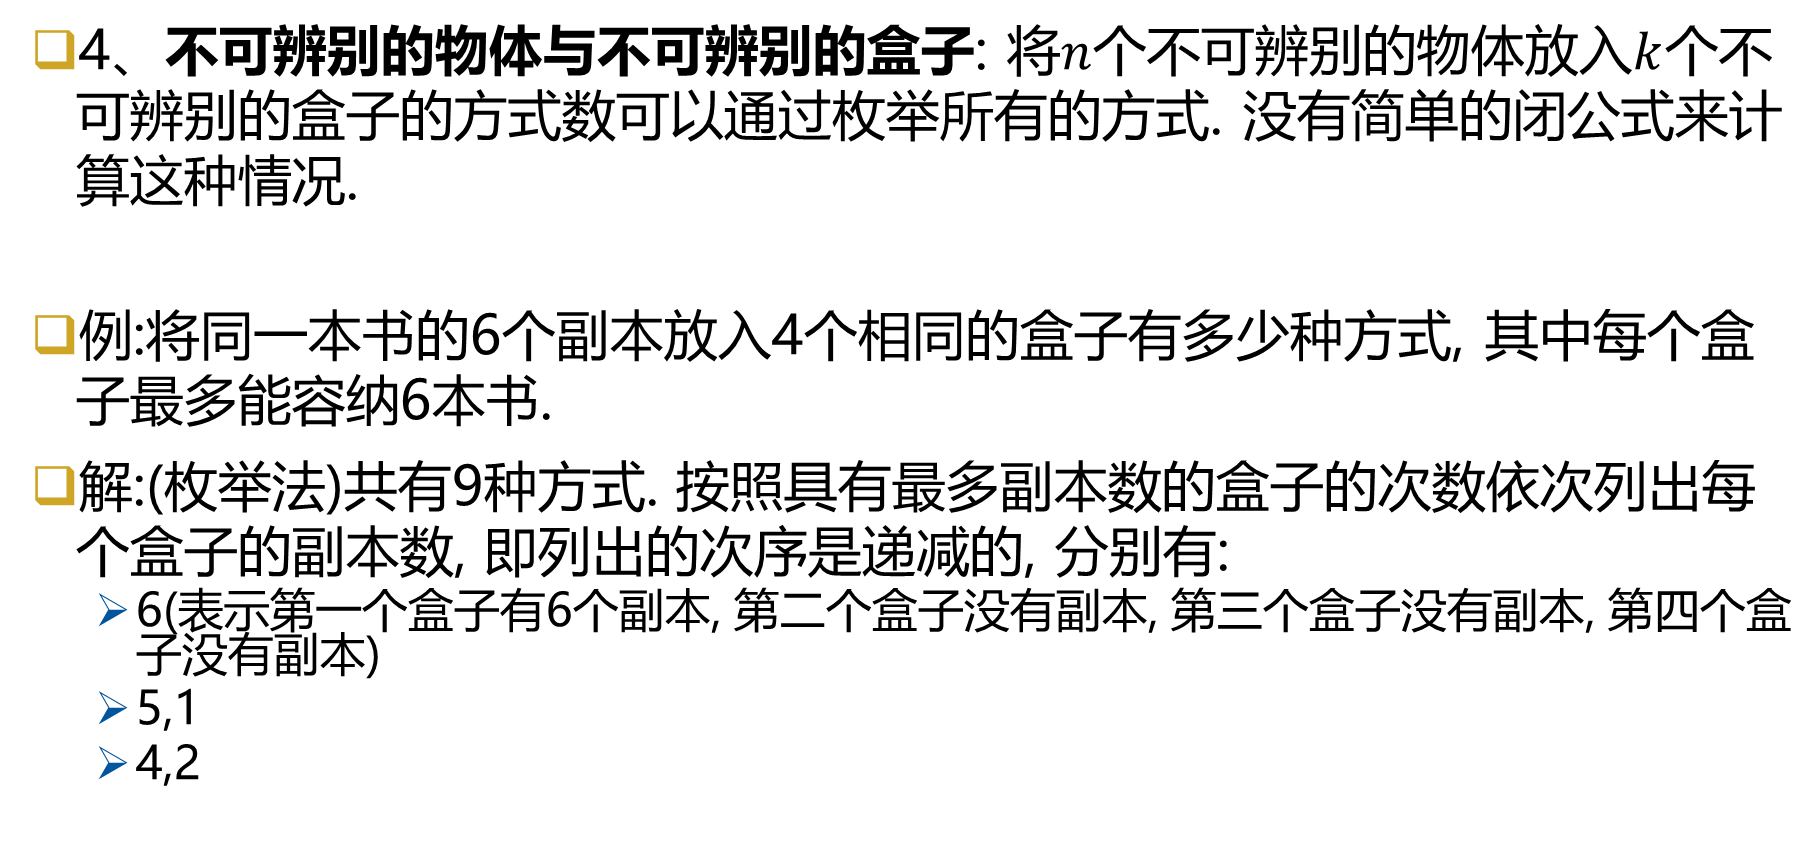 4、不可辨别的物体与不可辨别的盒子: 将n个不可辨别的物体放入k个不
可辨别的盒子的方式数可以通过枚举所有的方式. 没有简单的闭公式来计
算这种情况.
例:将同一本书的6个副本放入4个相同的盒子有多少种方式, 其中每个盒
子最多能容纳6本书.
解:(枚举法)共有9种方式. 按照具有最多副本数的盒子的次数依次列出每
个盒子的副本数, 即列出的次序是递减的, 分别有:
6(表示第一个盒子有6个副本, 第二个盒子没有副本, 第三个盒子没有副本, 第四个盒
子没有副本)
5,1
4,2